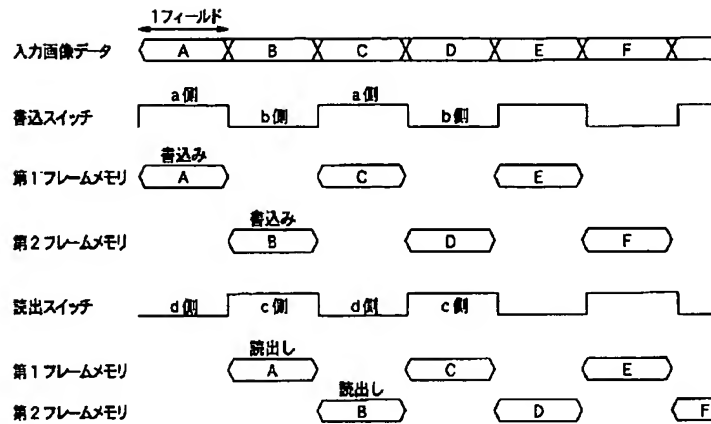 1フィールド
入力画像データ A B C D E F
a側 a側
書込スイッチ b側 b側
書込み
第1フレームメモリ A C E
書込み
第2フレームメモリ B D F
読出スイッチ d側 c側 d側 c側
読出し
第1フレームメモリ A C E
読出し
第2フレームメモリ B D F